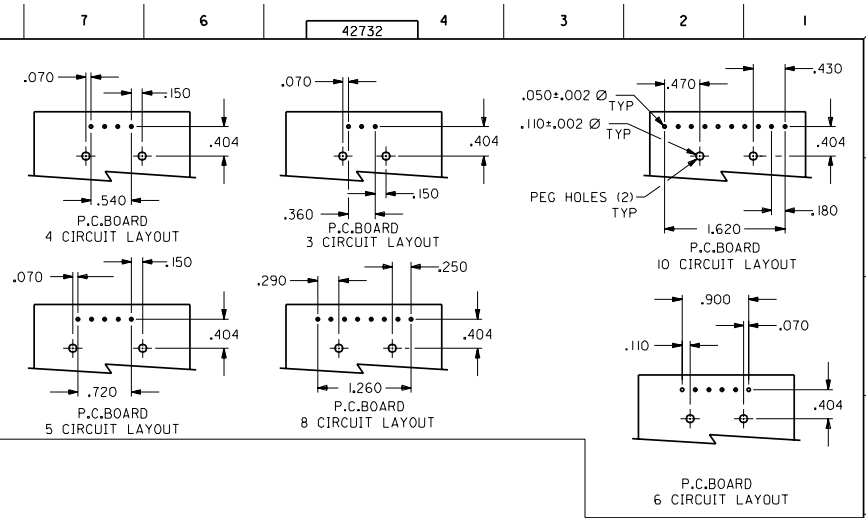 7 6 4 3 2 1
42732
.070 .150
.404
.540
P.C.BOARD
4 CIRCUIT LAYOUT
.070
.404
.150
.360
P.C.BOARD
3 CIRCUIT LAYOUT
.470 .430
.050±.002 Ø
TYP
.110±.002 Ø
TYP
.404
PEG HOLES (2)
TYP
.180
1.620
P.C.BOARD
10 CIRCUIT LAYOUT
.070 .150
.404
.720
P.C.BOARD
5 CIRCUIT LAYOUT
.290 .250
.404
1.260
P.C.BOARD
8 CIRCUIT LAYOUT
.900
.070
.110
.404
P.C.BOARD
6 CIRCUIT LAYOUT